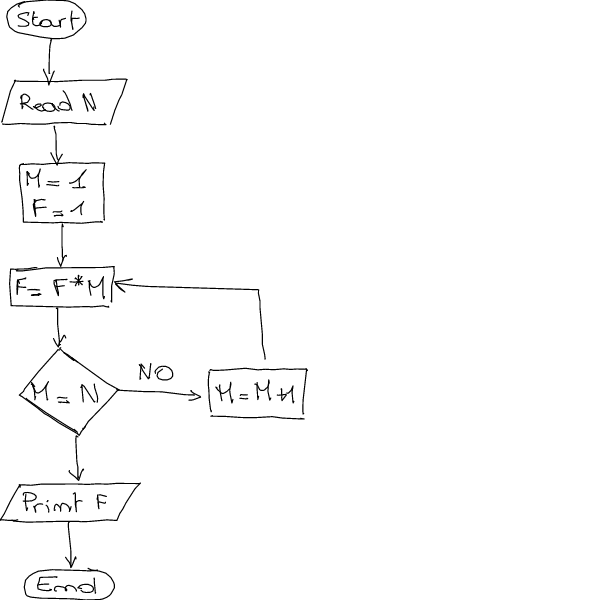 Start
Read N
M = 1
F = 1
F = F * M
M = N
NO
M = M + 1
Print F
End